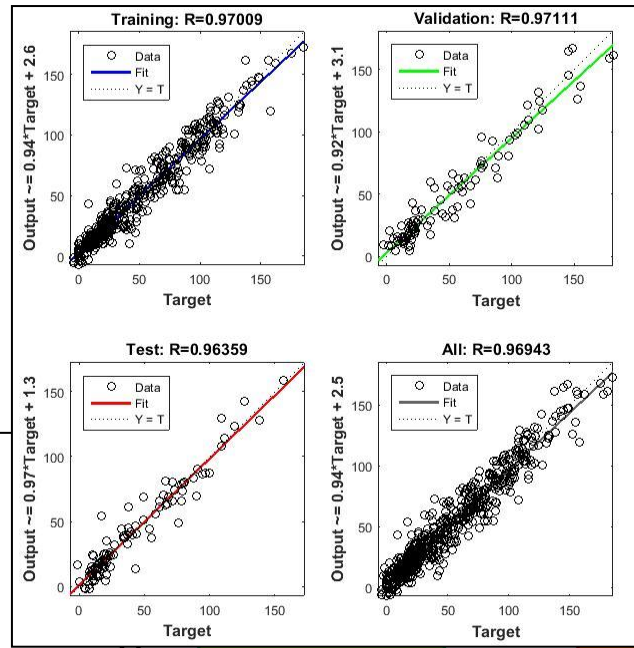 Training: R=0.97009
Output ~= 0.94*Target + 2.6
Data
Fit
Y = T
150
100
50
0
0 50 100 150
Target
Validation: R=0.97111
Output ~= 0.92*Target + 3.1
Data
Fit
Y = T
150
100
50
0
0 50 100 150
Target
Test: R=0.96359
Output ~= 0.97*Target + 1.3
Data
Fit
Y = T
150
100
50
0
0 50 100 150
Target
All: R=0.96943
Output ~= 0.94*Target + 2.5
Data
Fit
Y = T
150
100
50
0
0 50 100 150
Target